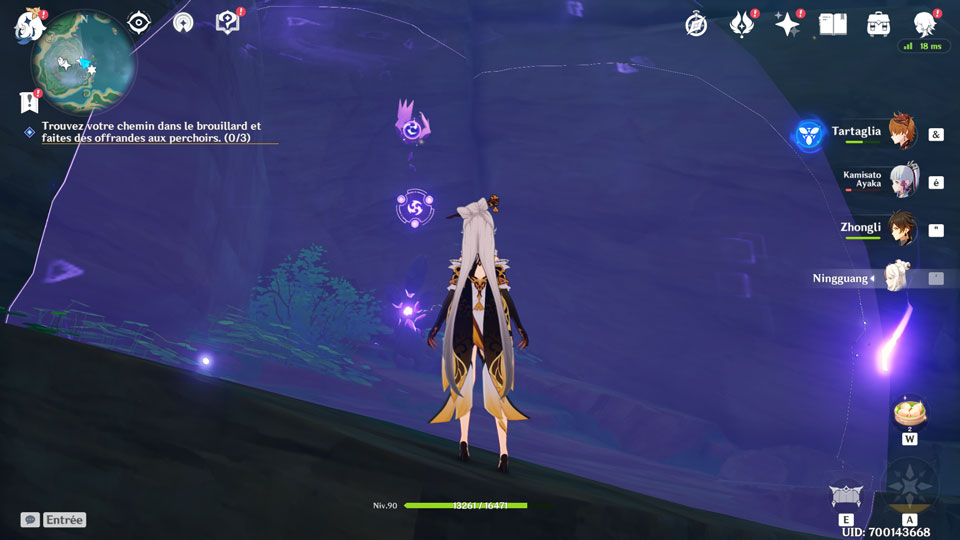 N
18 ms
Trouvez votre chemin dans le brouillard et
faites des offrandes aux perchoirs. (0/3)
Tartaglia
&
Kamisato
Ayaka
é
Zhongli
"
Ningguang
'
2
W
Niv.90
13261 / 16471
Entrée
E
A
UID: 700143668